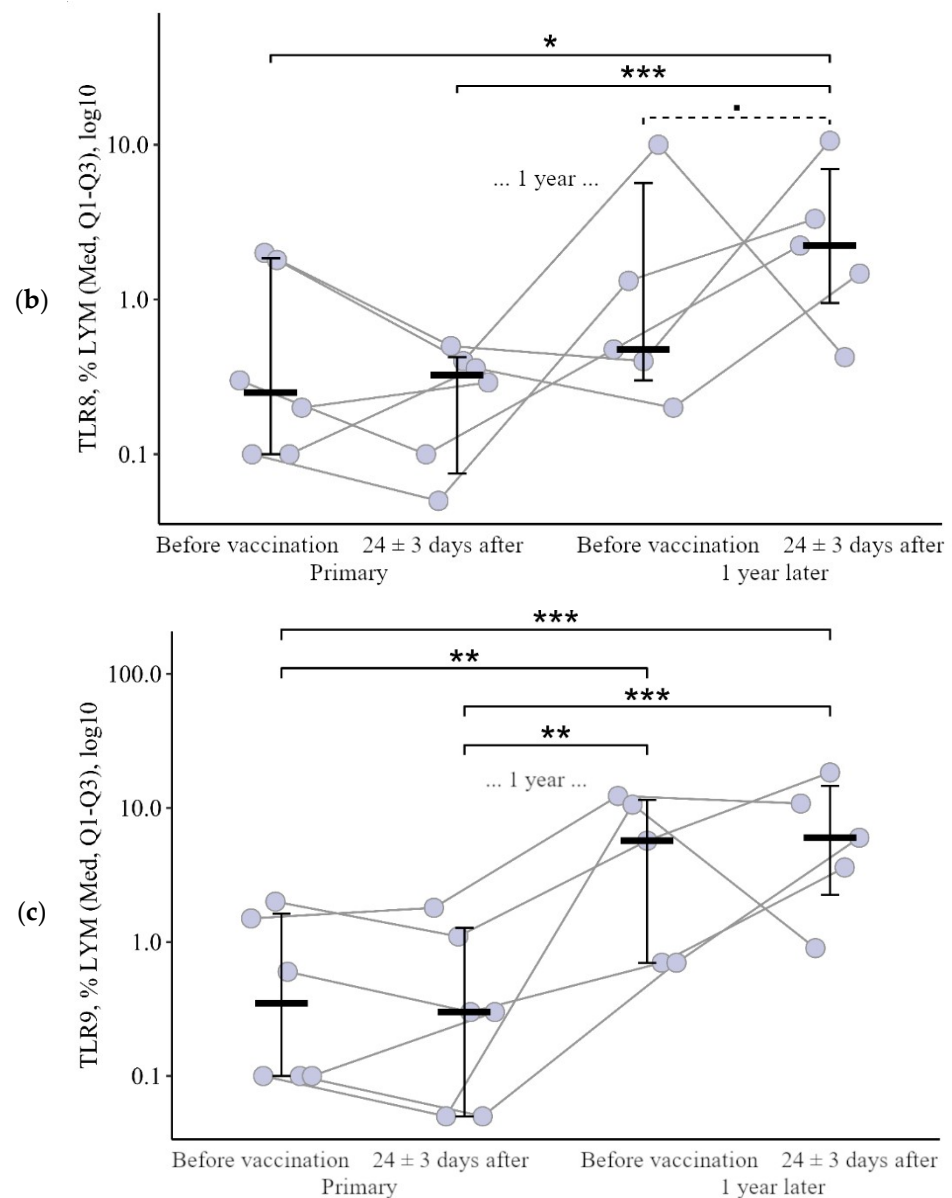 *
***
▪
TLR8, % LYM (Med, Q1-Q3), log10
10.0
... 1 year ...
(b)
1.0
0.1
Before vaccination 24 ± 3 days after Before vaccination 24 ± 3 days after
Primary 1 year later
***
**
100.0
***
**
TLR9, % LYM (Med, Q1-Q3), log10
... 1 year ...
10.0
(c)
1.0
0.1
Before vaccination 24 ± 3 days after Before vaccination 24 ± 3 days after
Primary 1 year later